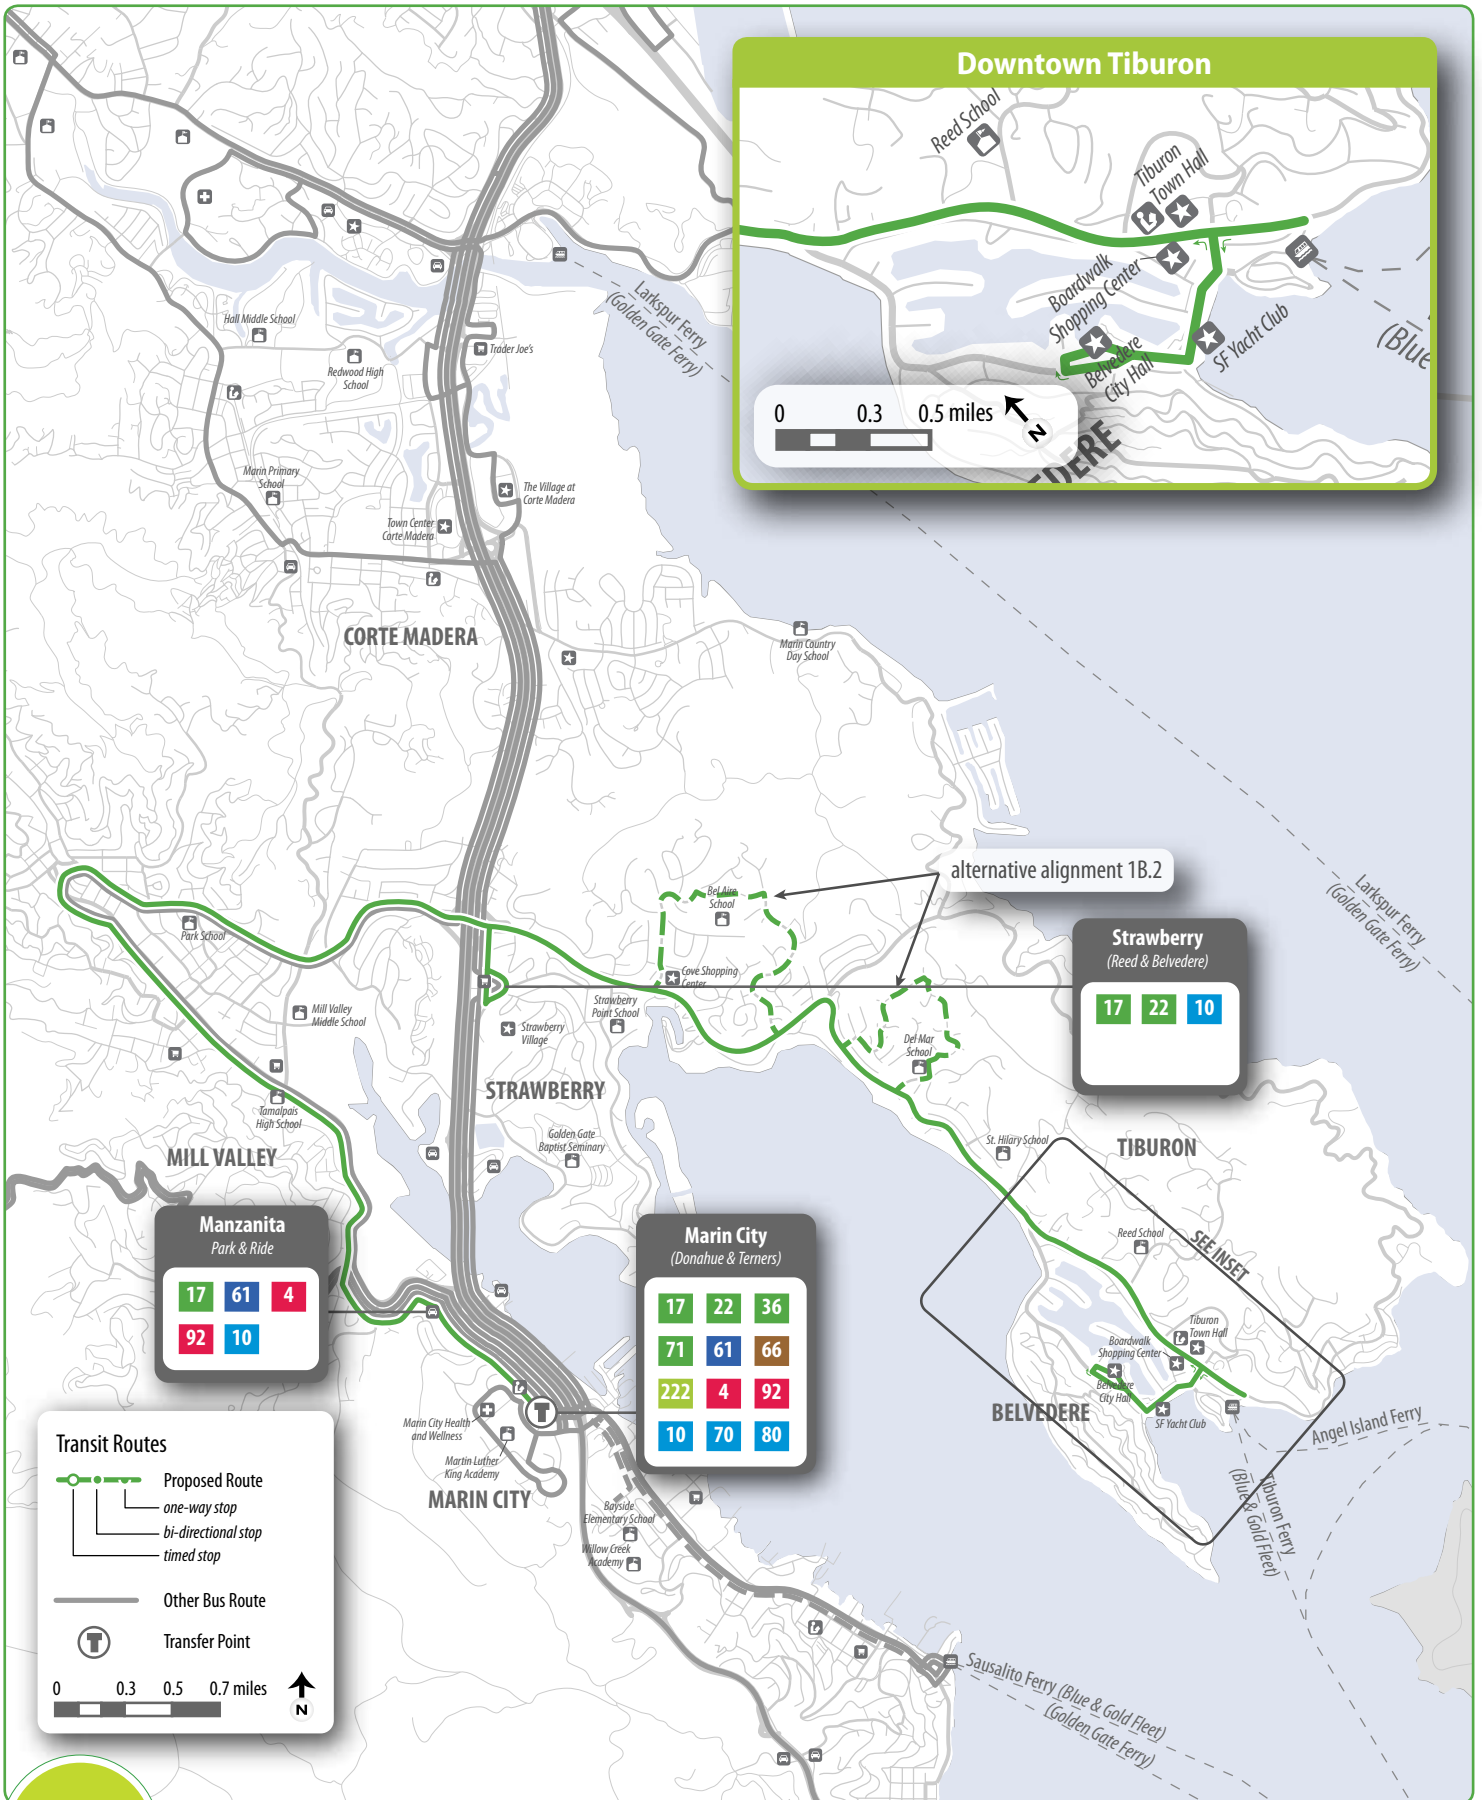 Downtown Tiburon
Reed School
Tiburon
Town Hall
Boardwalk
Shopping Center
Belvedere
City Hall
SF Yacht Club
(Blue
EDERE
0 0.3 0.5 miles
N
Larkspur Ferry
(Golden Gate Ferry)
Hall Middle School
Redwood High
School
Trader Joe's
Marin Primary
School
The Village at
Corte Madera
Town Center
Corte Madera
CORTE MADERA
Marin Country
Day School
alternative alignment 1B.2
Larkspur Ferry
(Golden Gate Ferry)
Bel Aire
School
Park School
Cove Shopping
Center
Strawberry
(Reed & Belvedere)
17 22 10
Mill Valley
Middle School
Strawberry
Point School
Strawberry
Village
Del Mar
School
STRAWBERRY
Tamalpais
High School
Golden Gate
Baptist Seminary
St. Hilary School
TIBURON
MILL VALLEY
Manzanita
Park & Ride
17 61 4
92 10
Marin City
(Donahue & Terners)
17 22 36
71 61 66
222 4 92
10 70 80
Reed School
SEE INSET
Tiburon
Town Hall
Boardwalk
Shopping Center
Belvedere
City Hall
SF Yacht Club
BELVEDERE
Angel Island Ferry
Tiburon Ferry
(Blue & Gold Fleet)
Marin City Health
and Wellness
Martin Luther
King Academy
MARIN CITY
Bayside
Elementary School
Willow Creek
Academy
Sausalito Ferry (Blue & Gold Fleet)
(Golden Gate Ferry)
Transit Routes
Proposed Route
one-way stop
bi-directional stop
timed stop
Other Bus Route
T Transfer Point
0 0.3 0.5 0.7 miles
N
T